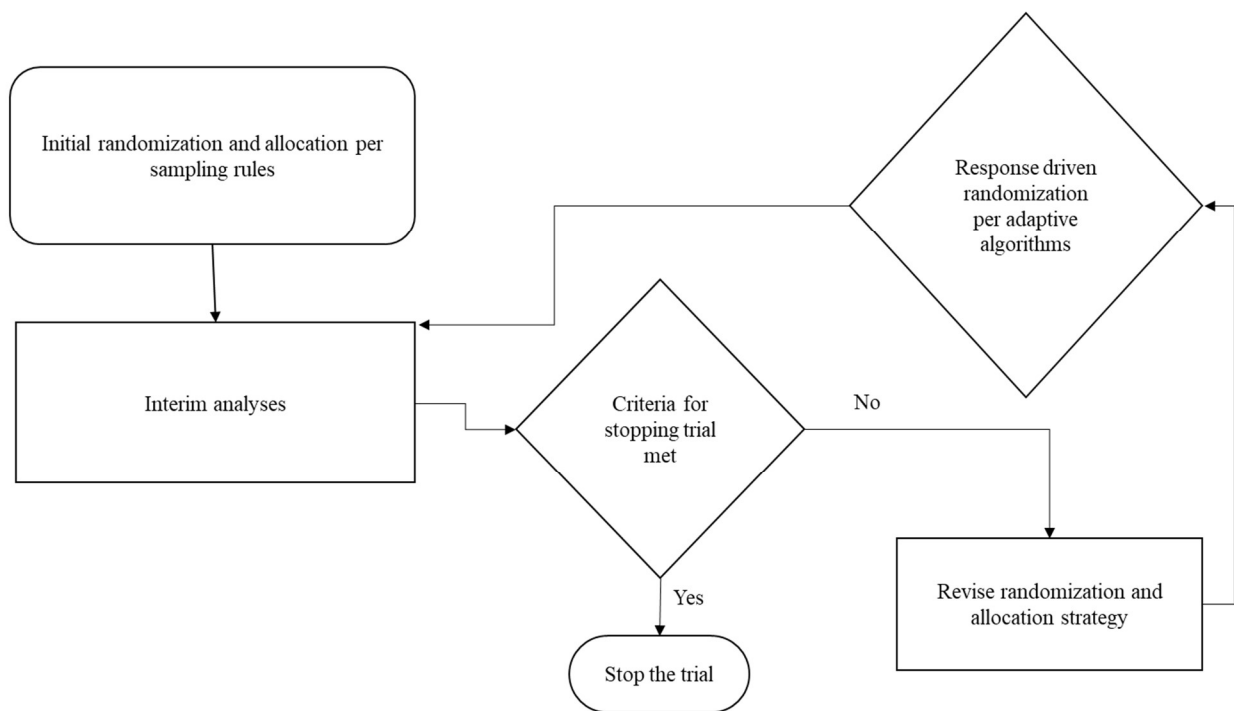 Initial randomization and allocation per
sampling rules
Response driven
randomization
per adaptive
algorithms
Interim analyses
Criteria for
stopping trial
met
No
Yes
Revise randomization and
allocation strategy
Stop the trial